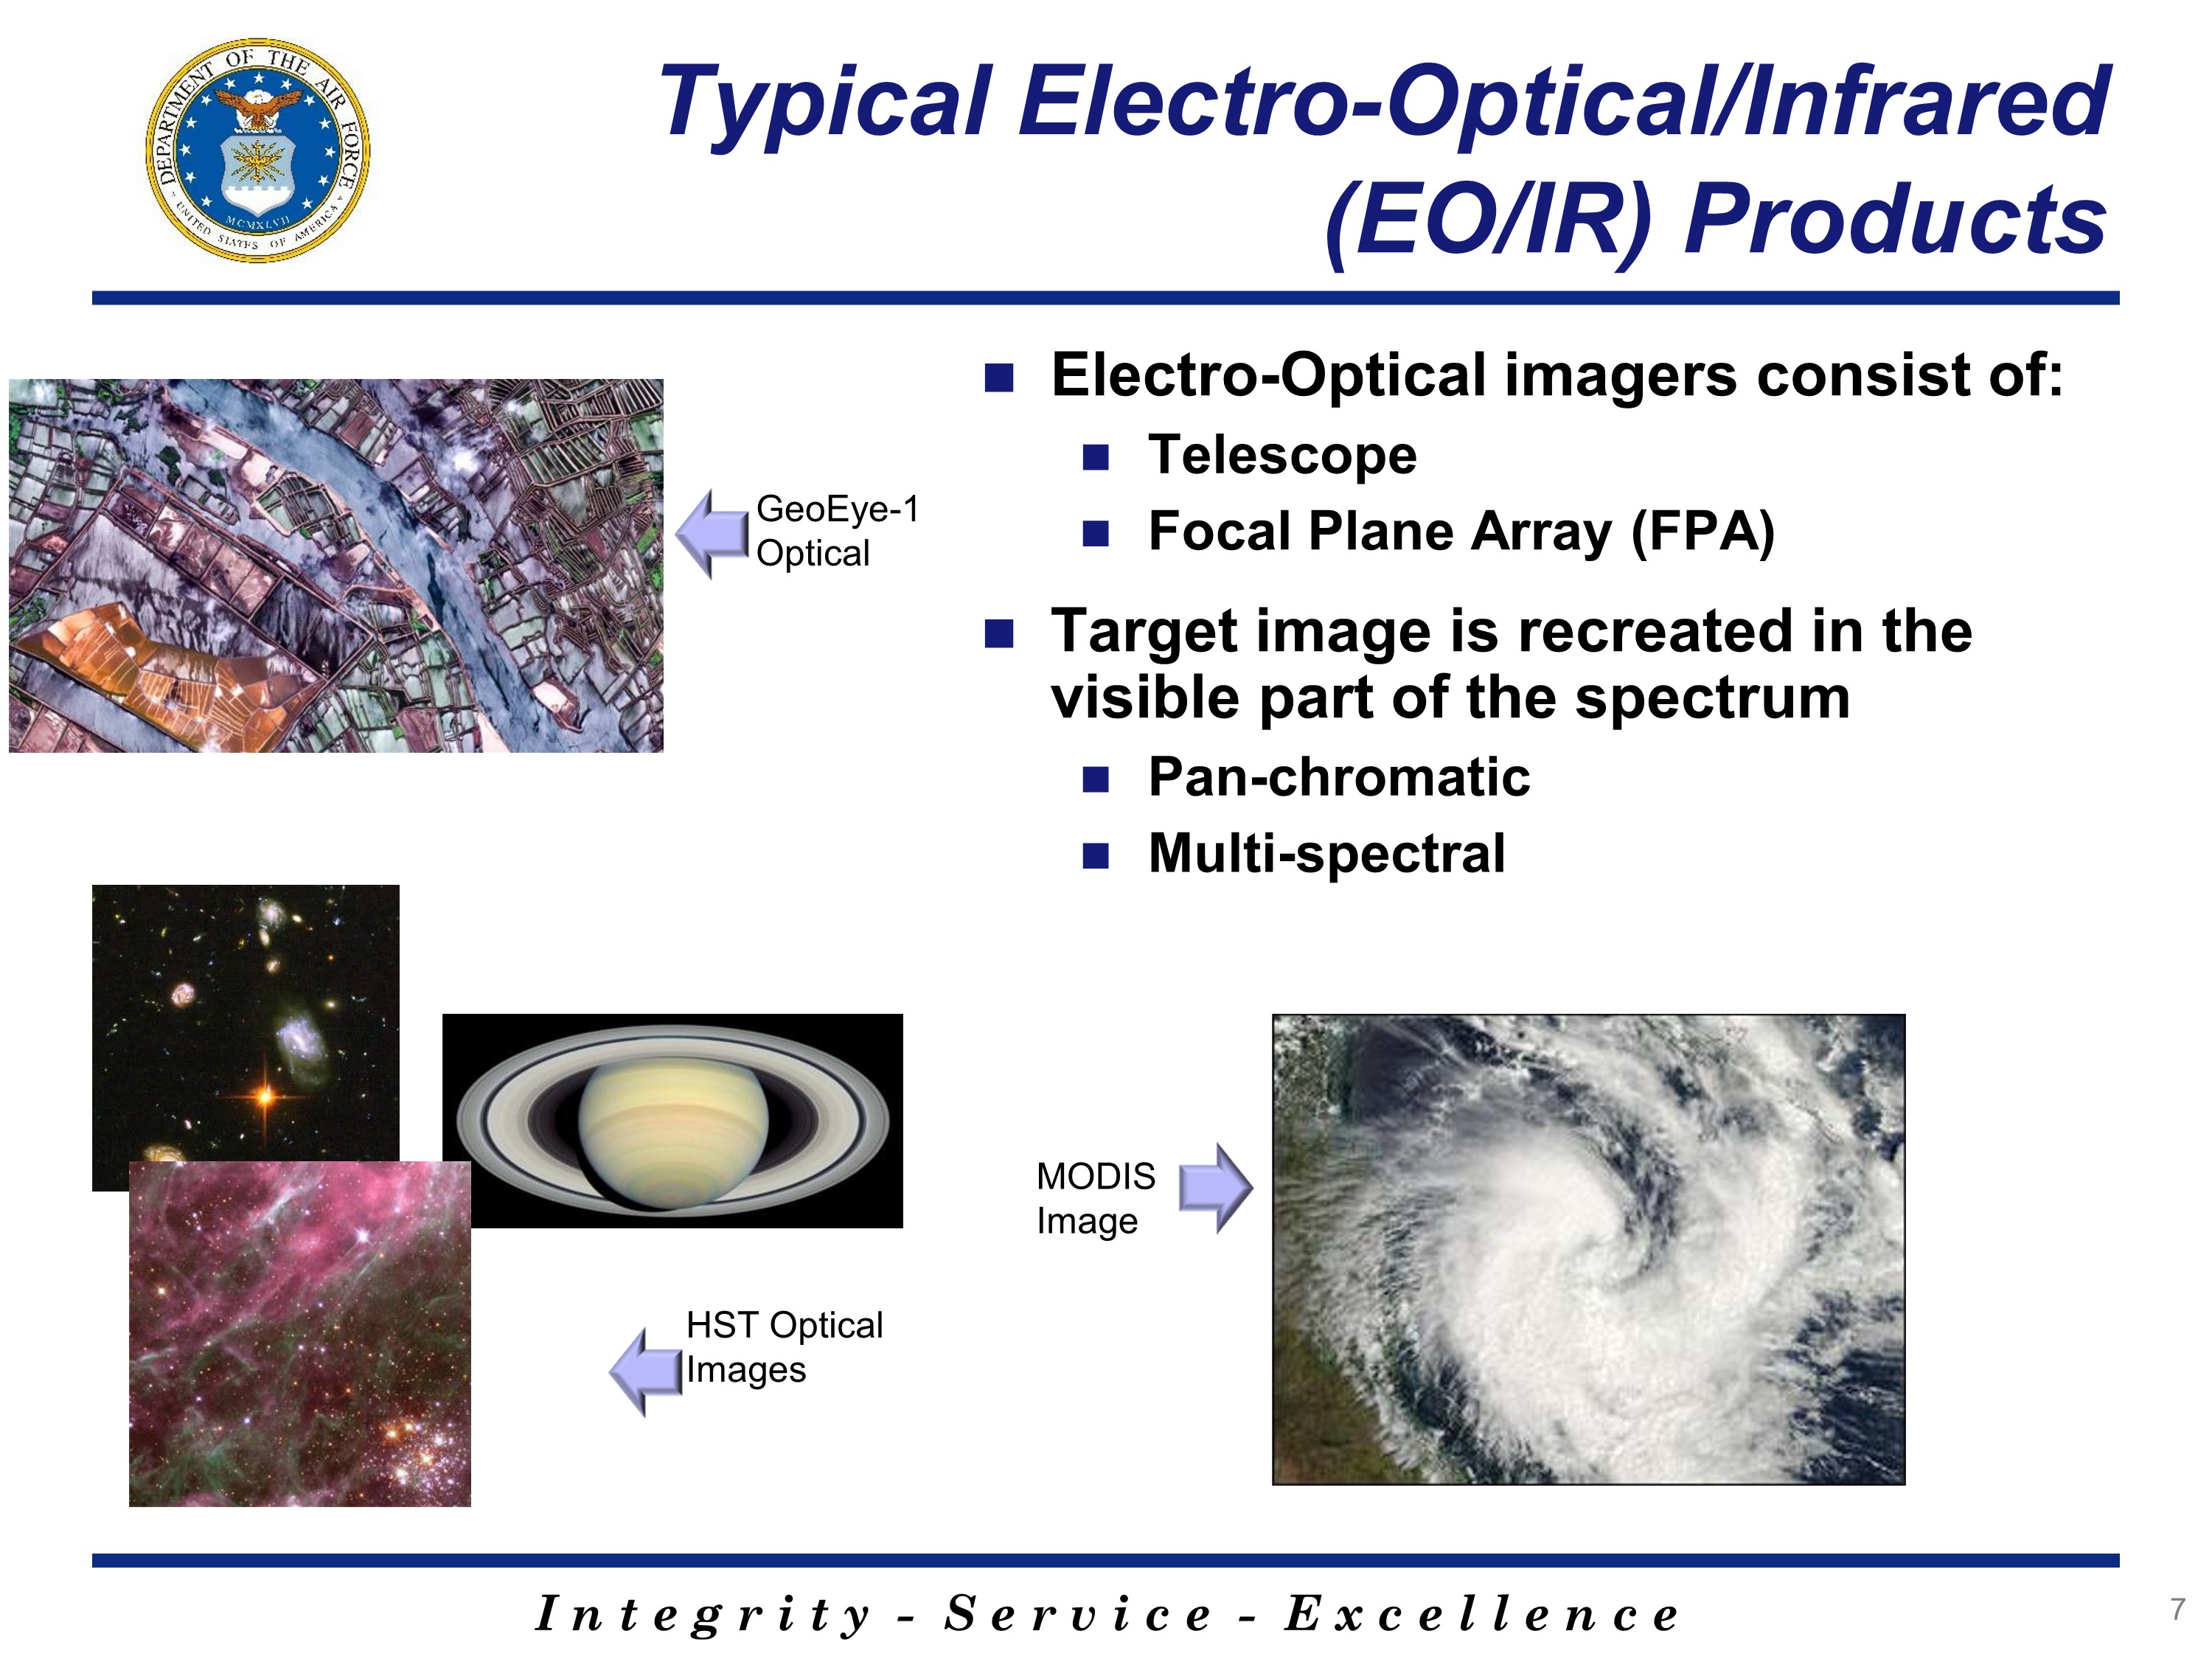 DEPARTMENT OF THE AIR FORCE
MCMXLVII
UNITED STATES OF AMERICA
Typical Electro-Optical/Infrared
(EO/IR) Products
GeoEye-1
Optical
■ Electro-Optical imagers consist of:
■ Telescope
■ Focal Plane Array (FPA)
■ Target image is recreated in the
visible part of the spectrum
■ Pan-chromatic
■ Multi-spectral
MODIS
Image
HST Optical
Images
Integrity - Service - Excellence
7